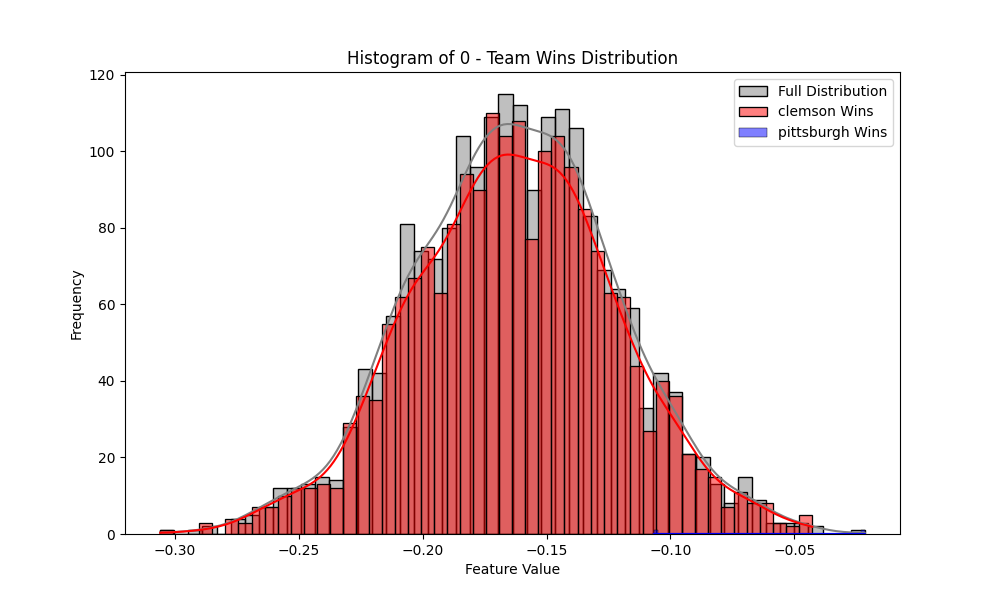 Histogram of 0 - Team Wins Distribution
Full Distribution
clemson Wins
pittsburgh Wins
Frequency
120
100
80
60
40
20
0
−0.30 −0.25 −0.20 −0.15 −0.10 −0.05
Feature Value